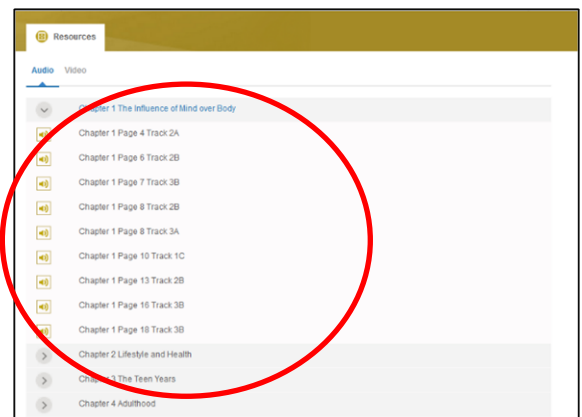 Resources
Audio Video
Chapter 1 The Influence of Mind over Body
Chapter 1 Page 4 Track 2A
Chapter 1 Page 6 Track 2B
Chapter 1 Page 7 Track 3B
Chapter 1 Page 8 Track 2B
Chapter 1 Page 8 Track 3A
Chapter 1 Page 10 Track 1C
Chapter 1 Page 13 Track 2B
Chapter 1 Page 16 Track 3B
Chapter 1 Page 18 Track 3B
Chapter 2 Lifestyle and Health
Chapter 3 The Teen Years
Chapter 4 Adulthood